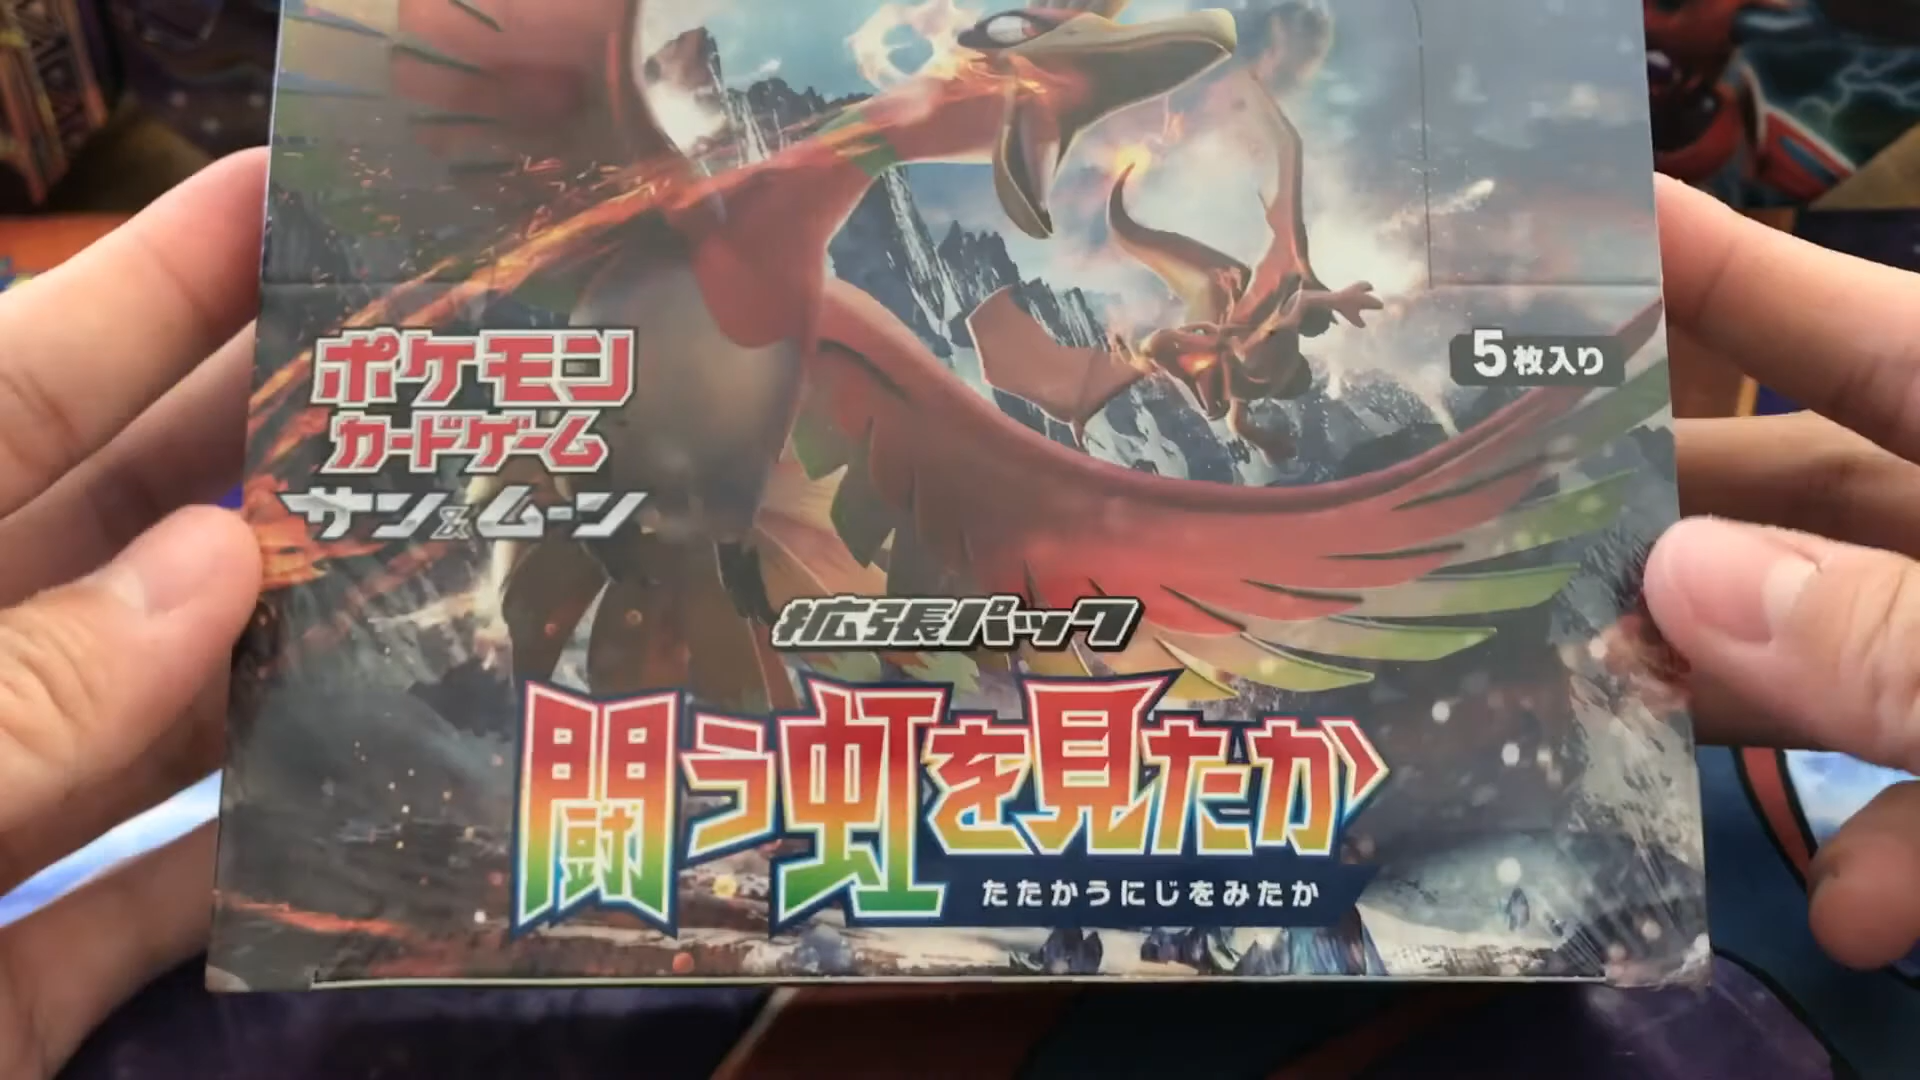 ポケモン
カードゲーム
サン&ムーン
5枚入り
拡張パック
闘う虹を見たか
たたかうにじをみたか